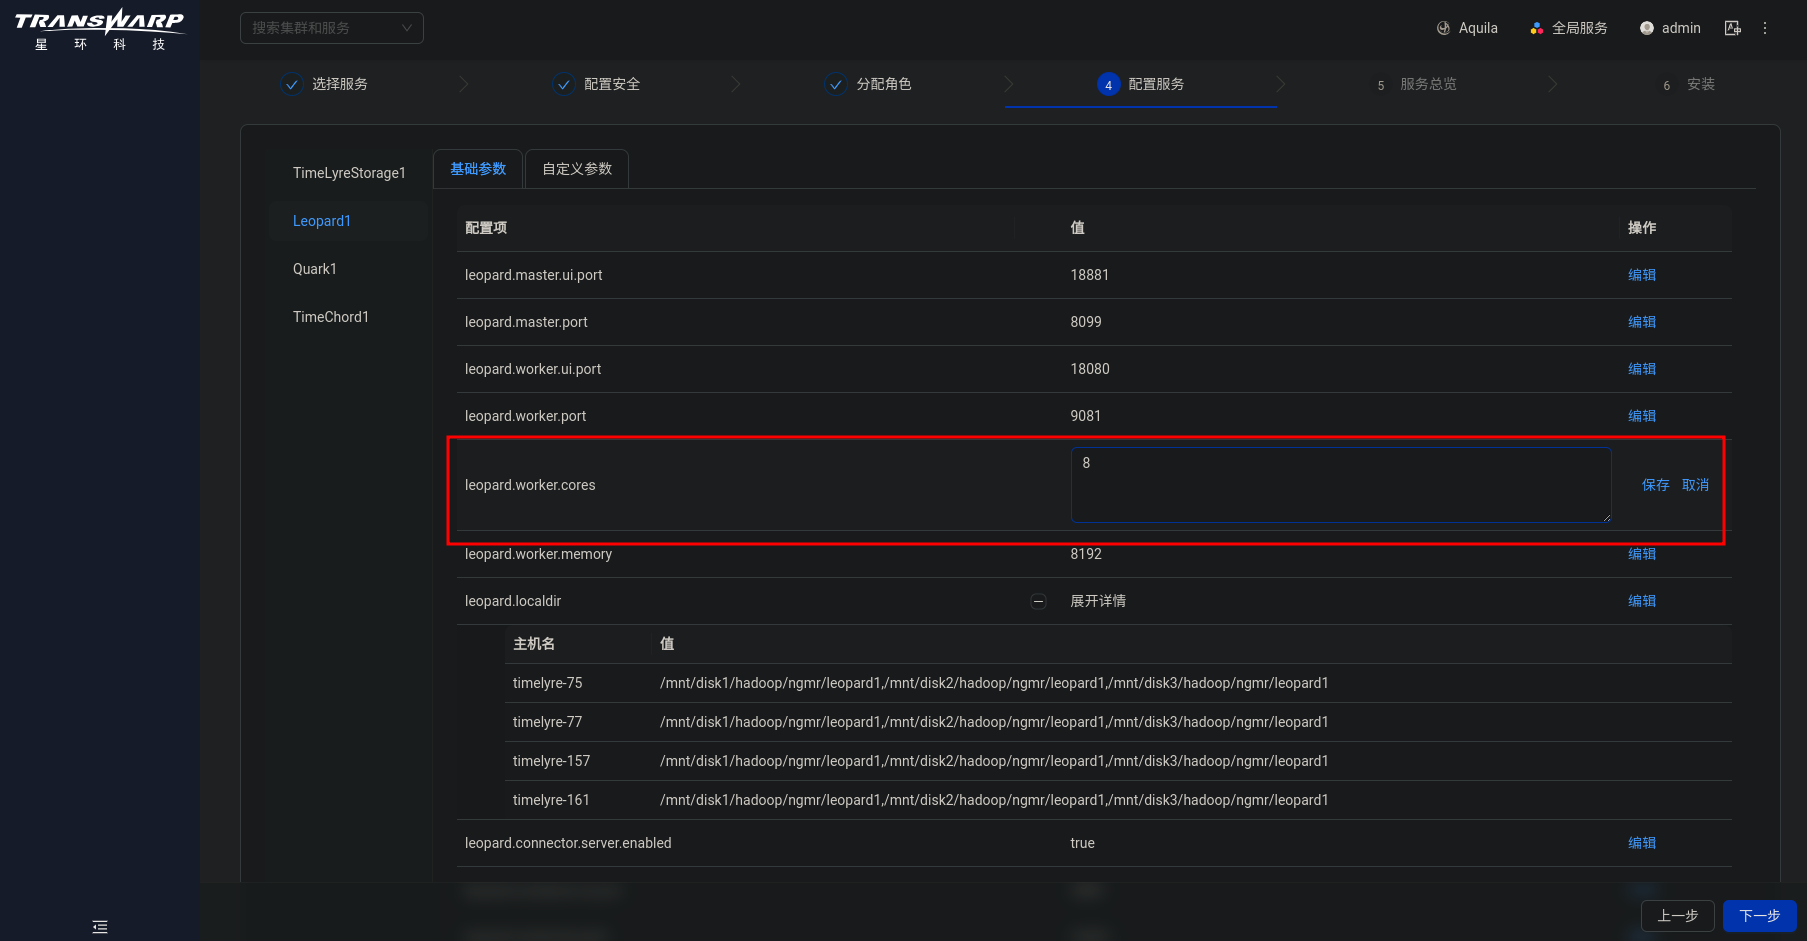 TRANSWARP
星环科技
搜索集群和服务
Aquila
全局服务
admin
选择服务
配置安全
分配角色
4 配置服务
5 服务总览
6 安装
TimeLyreStorage1
Leopard1
Quark1
TimeChord1
基础参数 自定义参数
配置项 值 操作
leopard.master.ui.port 18881 编辑
leopard.master.port 8099 编辑
leopard.worker.ui.port 18080 编辑
leopard.worker.port 9081 编辑
leopard.worker.cores 8 保存 取消
leopard.worker.memory 8192 编辑
leopard.localdir 展开详情 编辑
主机名 值
timelyre-75 /mnt/disk1/hadoop/ngmr/leopard1,/mnt/disk2/hadoop/ngmr/leopard1,/mnt/disk3/hadoop/ngmr/leopard1
timelyre-77 /mnt/disk1/hadoop/ngmr/leopard1,/mnt/disk2/hadoop/ngmr/leopard1,/mnt/disk3/hadoop/ngmr/leopard1
timelyre-157 /mnt/disk1/hadoop/ngmr/leopard1,/mnt/disk2/hadoop/ngmr/leopard1,/mnt/disk3/hadoop/ngmr/leopard1
timelyre-161 /mnt/disk1/hadoop/ngmr/leopard1,/mnt/disk2/hadoop/ngmr/leopard1,/mnt/disk3/hadoop/ngmr/leopard1
leopard.connector.server.enabled true 编辑
上一步 下一步